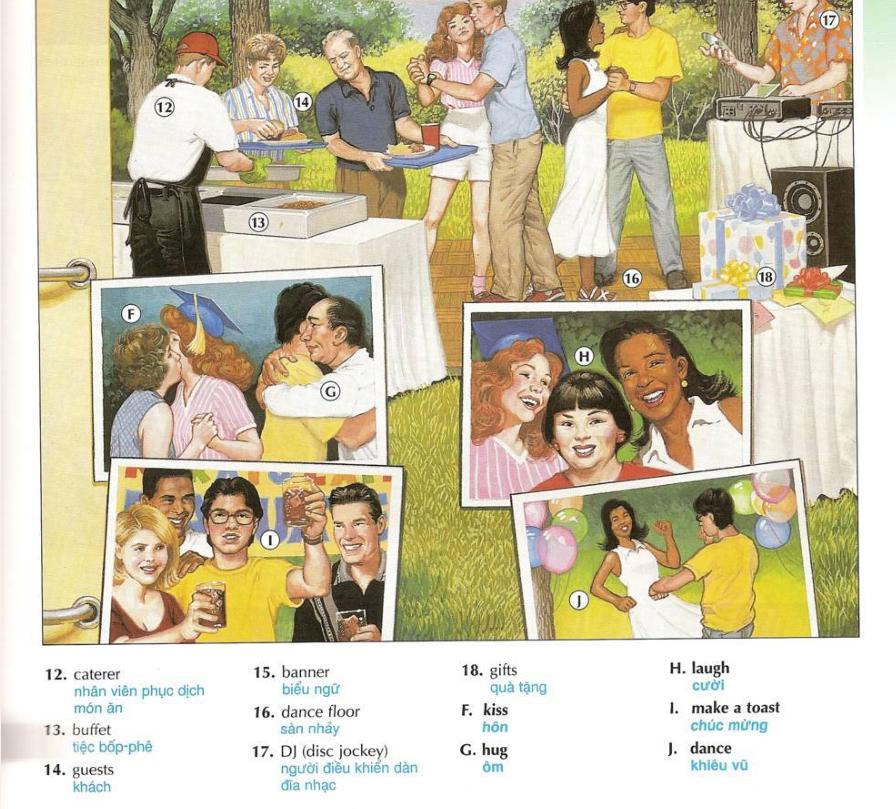 17
12
14
13
16
18
F
G
H
I
J
12. caterer
nhân viên phục dịch
món ăn
13. buffet
tiệc bốp-phê
14. guests
khách
15. banner
biểu ngữ
16. dance floor
sàn nhảy
17. DJ (disc jockey)
người điều khiển dàn
đĩa nhạc
18. gifts
quà tặng
F. kiss
hôn
G. hug
ôm
H. laugh
cười
I. make a toast
chúc mừng
J. dance
khiêu vũ